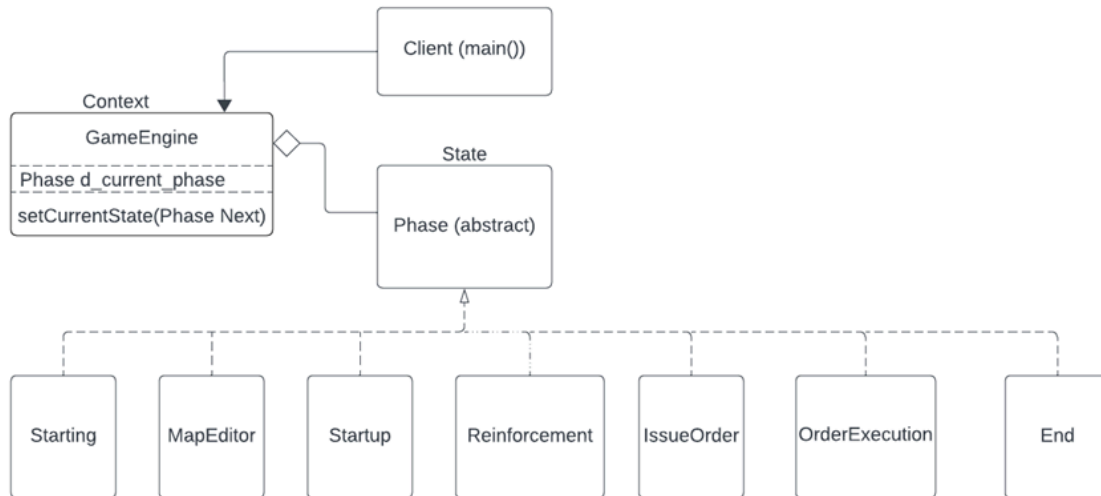 Client (main())
Context
GameEngine
Phase d_current_phase
setCurrentState(Phase Next)
State
Phase (abstract)
Starting
MapEditor
Startup
Reinforcement
IssueOrder
OrderExecution
End